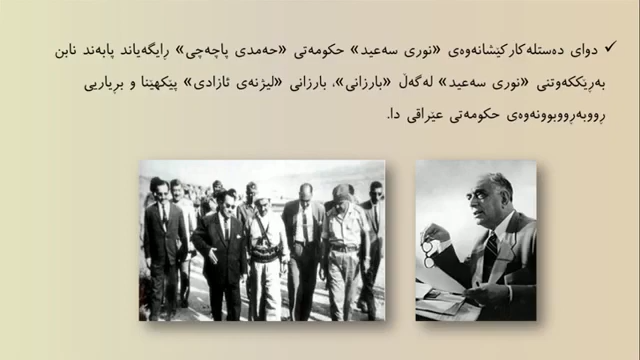 ✓ دوای دەستلەکارکێشانەوەی «نوری سەعید» حکومەتی «حەمدی پاچەچی» ڕایگەیاند پابەند نابن
بەڕێککەوتنی «نوری سەعید» لەگەڵ «بارزانی»، بارزانی «لیژنەی ئازادی» پێکهێنا و بڕیاریی
ڕووبەڕووبوونەوەی حکومەتی عێراقی دا.